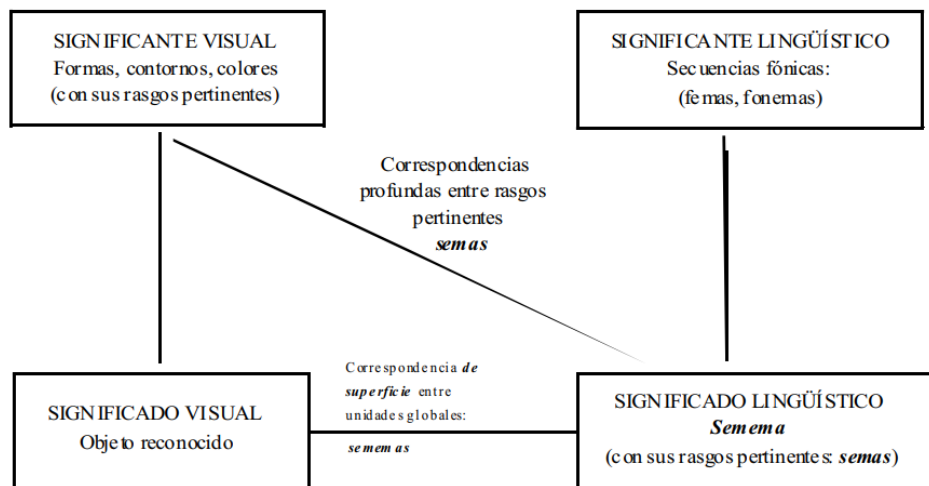 SIGNIFICANTE VISUAL
Formas, contornos, colores
(con sus rasgos pertinentes)
SIGNIFICANTE LINGÜÍSTICO
Secuencias fónicas:
(femas, fonemas)
Correspondencias
profundas entre rasgos
pertinentes
semas
SIGNIFICADO VISUAL
Objeto reconocido
Correspondencia de
superficie entre
unidades globales:
sememas
SIGNIFICADO LINGÜÍSTICO
Semema
(con sus rasgos pertinentes: semas)